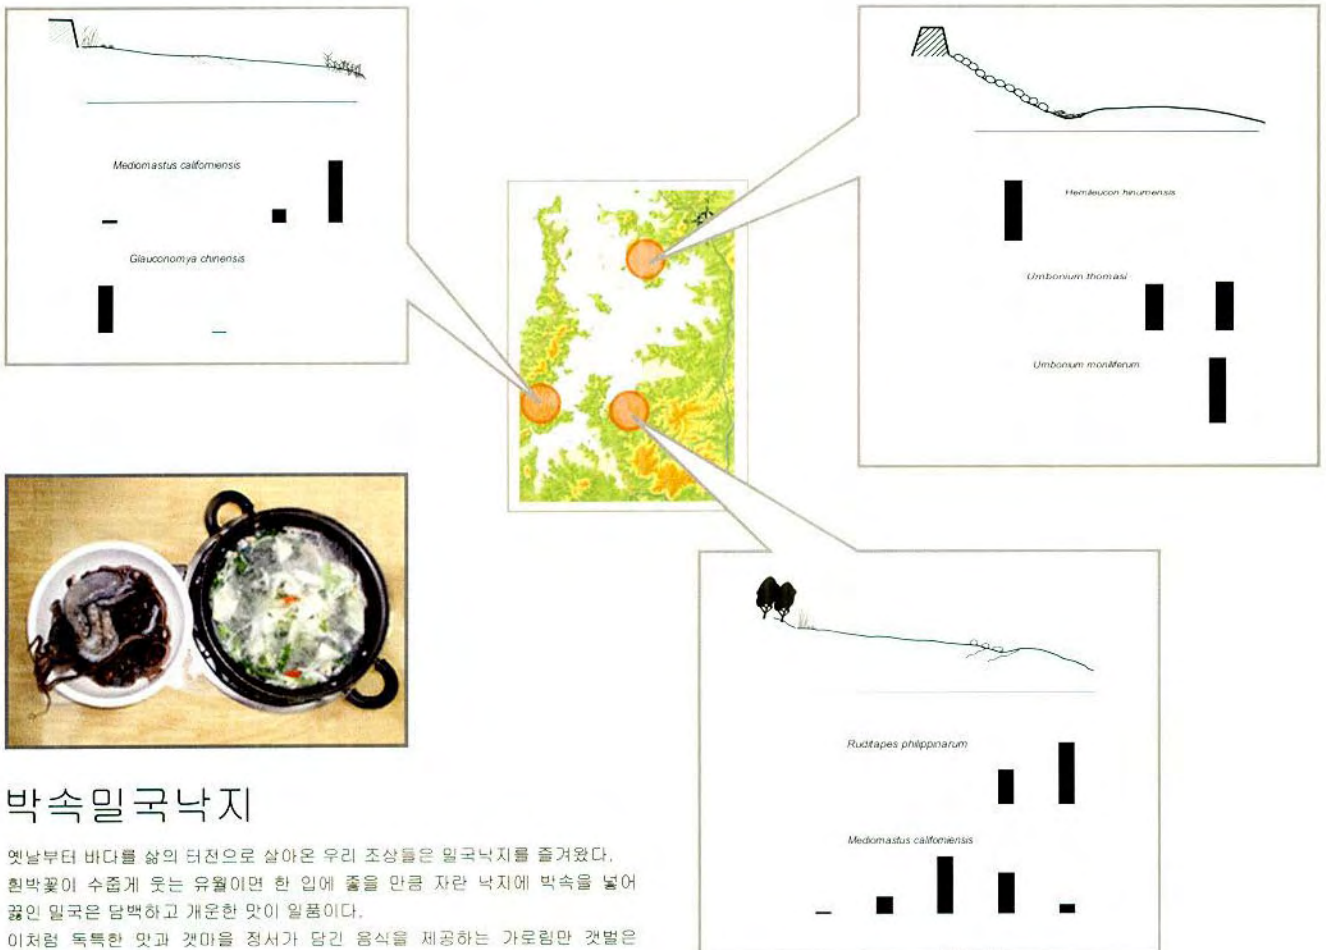 Mediomastus californiensis
Glauconomya chinensis
Hemileucon hinumensis
Umbonium thomasi
Umbonium moniliferum
Ruditapes philippinarum
Mediomastus californiensis
박속밀국낙지
옛날부터 바다를 삶의 터전으로 살아온 우리 조상들은 밀국낙지를 즐겨왔다.
흰박꽃이 수줍게 웃는 유월이면 한 입에 좋을 만큼 자란 낙지에 박속을 넣어
끓인 밀국은 담백하고 개운한 맛이 일품이다.
이처럼 독특한 맛과 갯마을 정서가 담긴 음식을 제공하는 가로림만 갯벌은